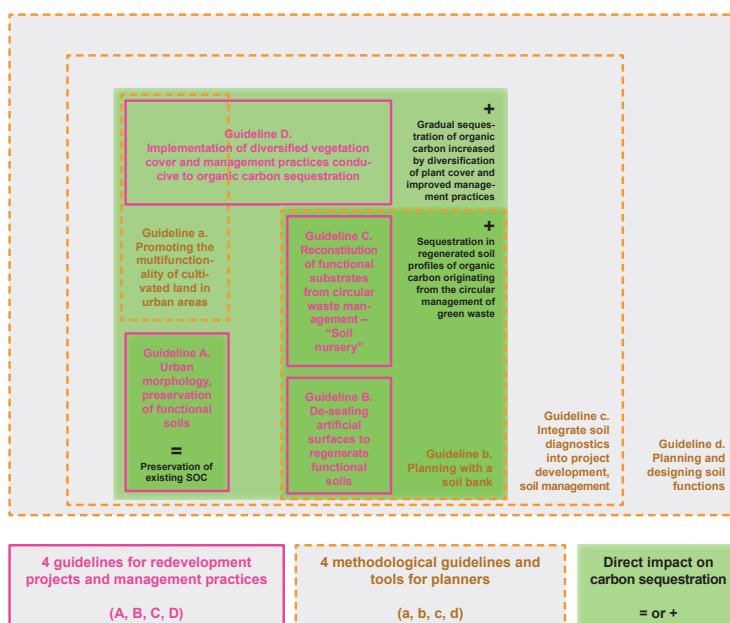 Guideline D.
Implementation of diversified vegetation
cover and management practices condu-
cive to organic carbon sequestration
+
Gradual seques-
tration of organic
carbon increased
by diversification
of plant cover and
improved manage-
ment practices
Guideline a.
Promoting the
multifunction-
ality of culti-
vated land in
urban areas
Guideline C.
Reconstitution
of functional
substrates
from circular
waste man-
agement –
“Soil
nursery”
+
Sequestration in
regenerated soil
profiles of organic
carbon originating
from the circular
management of
green waste
Guideline A.
Urban
morphology,
preservation
of functional
soils
=
Preservation of
existing SOC
Guideline B.
De-sealing
artificial
surfaces to
regenerate
functional
soils
Guideline b.
Planning with a
soil bank
Guideline c.
Integrate soil
diagnostics
into project
development,
soil management
Guideline d.
Planning and
designing soil
functions
4 guidelines for redevelopment
projects and management practices
(A, B, C, D)
4 methodological guidelines and
tools for planners
(a, b, c, d)
Direct impact on
carbon sequestration
= or +